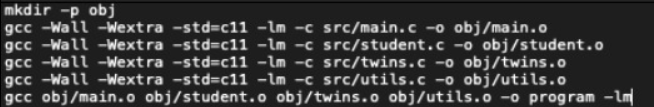 mkdir -p obj
gcc -Wall -Wextra -std=c11 -lm -c src/main.c -o obj/main.o
gcc -Wall -Wextra -std=c11 -lm -c src/student.c -o obj/student.o
gcc -Wall -Wextra -std=c11 -lm -c src/twins.c -o obj/twins.o
gcc -Wall -Wextra -std=c11 -lm -c src/utils.c -o obj/utils.o
gcc obj/main.o obj/student.o obj/twins.o obj/utils.o -o program -lm